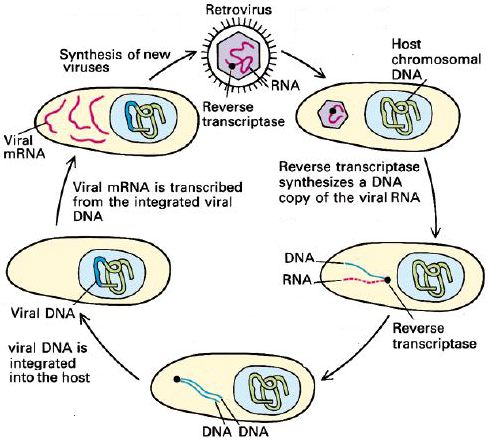 Retrovirus
Synthesis of new
viruses
RNA
Reverse
transcriptase
Host
chromosomal
DNA
Viral
mRNA
Reverse transcriptase
synthesizes a DNA
copy of the viral RNA
Viral mRNA is transcribed
from the integrated viral
DNA
DNA
RNA
Reverse
transcriptase
Viral DNA
viral DNA is
integrated
into the host
DNA DNA